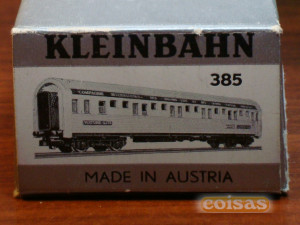 KLEINBAHN
385
MADE IN AUSTRIA
coisas